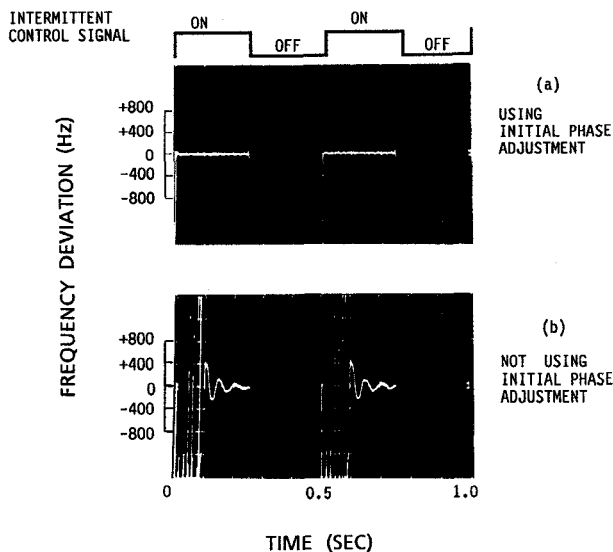 INTERMITTENT
CONTROL SIGNAL
ON
OFF
ON
OFF
FREQUENCY DEVIATION (Hz)
+800
+400
0
-400
-800
(a)
USING
INITIAL PHASE
ADJUSTMENT
+800
+400
0
-400
-800
(b)
NOT USING
INITIAL PHASE
ADJUSTMENT
0
0.5
1.0
TIME (SEC)